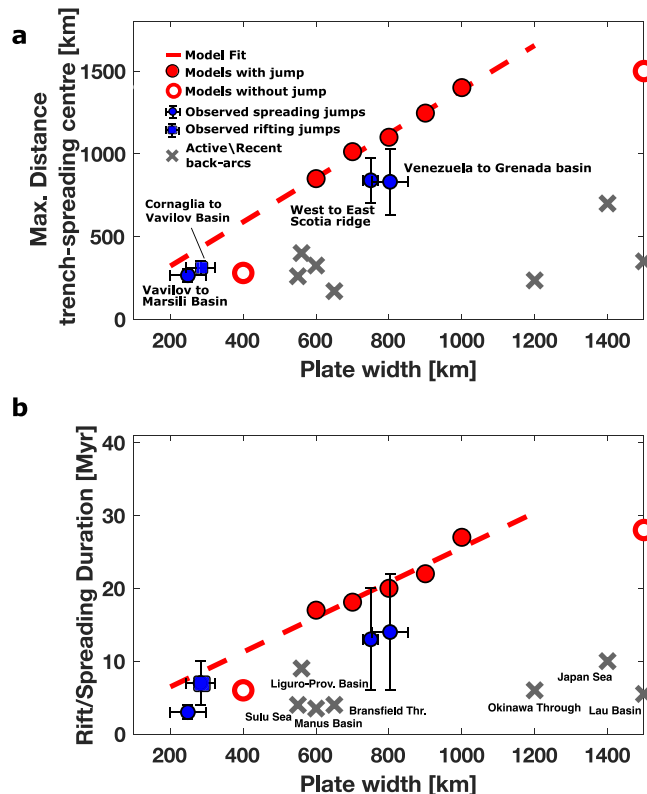 a
Max. Distance
trench-spreading centre [km]
1500
1000
500
0
Model Fit
Models with jump
Models without jump
Observed spreading jumps
Observed rifting jumps
Active\Recent
back-arcs
Cornaglia to
Vavilov Basin
Vavilov to
Marsili Basin
West to East
Scotia ridge
Venezuela to Grenada basin
200 400 600 800 1000 1200 1400
Plate width [km]
b
Rift/Spreading Duration [Myr]
40
30
20
10
0
Liguro-Prov. Basin
Sulu Sea
Manus Basin
Bransfield Thr.
Japan Sea
Okinawa Through
Lau Basin
200 400 600 800 1000 1200 1400
Plate width [km]